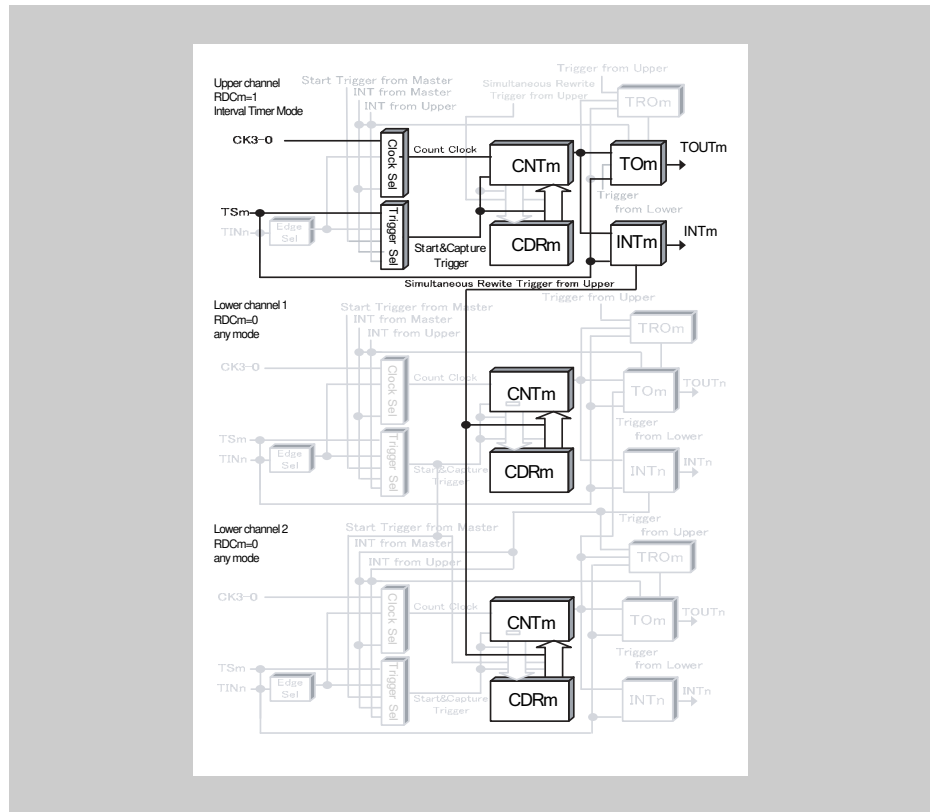 Upper channel
RDCm=1
Interval Timer Mode
Start Trigger from Master
INT from Master
INT from Upper
Simultaneous Rewrite
Trigger from Upper
Trigger from Upper
TROm
CK3-0
Clock Sel
Count Clock
CNTm
TOm
TOUTm
Trigger
from Lower
TSm
TINn
Edge
Sel
Trigger Sel
Start&Capture
Trigger
CDRm
INTm
INTm
Simultaneous Rewite Trigger from Upper
Lower channel 1
RDCm=0
any mode
Start Trigger from Master
INT from Master
INT from Upper
Trigger from Upper
TROm
CK3-0
Clock Sel
Count Clock
CNTm
TOm
TOUTn
Trigger
from Lower
TSm
TINn
Edge
Sel
Trigger Sel
Start&Capture
Trigger
CDRm
INTn
INTn
Lower channel 2
RDCm=0
any mode
Start Trigger from Master
INT from Master
INT from Upper
Trigger
from Upper
TROm
CK3-0
Clock Sel
Count Clock
CNTm
TOm
TOUTn
Trigger
from Lower
TSm
TINn
Edge
Sel
Trigger Sel
Start&Capture
Trigger
CDRm
INTn
INTn